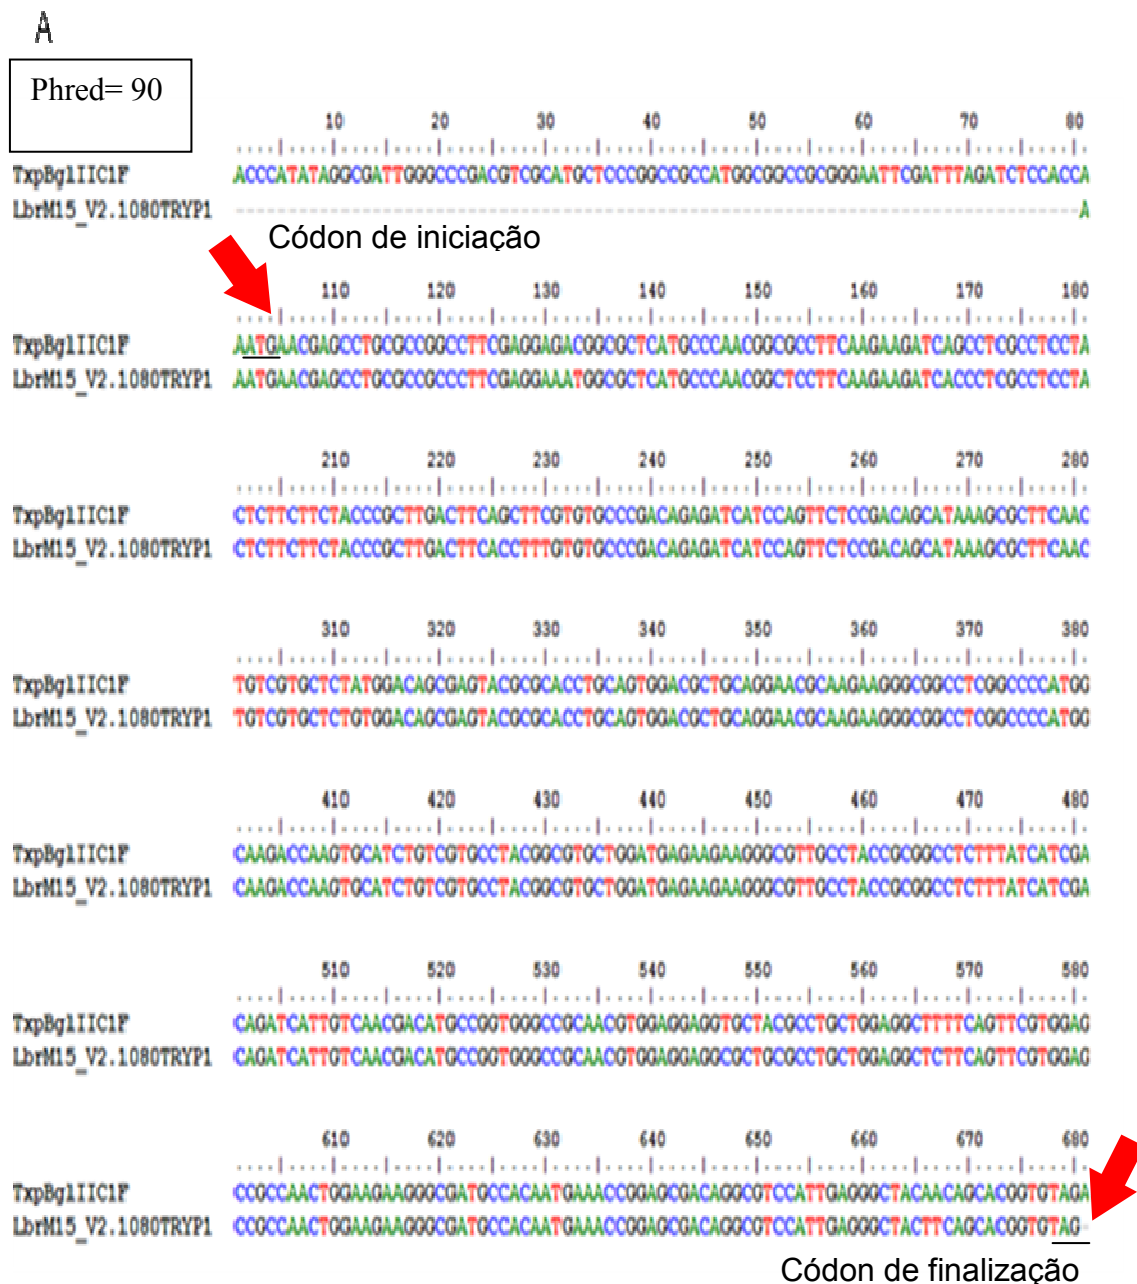 A
Phred= 90
10 20 30 40 50 60 70 80
TxpBglIIC1F ACCCATATAGGCGATTGGGCCCGACGTCGCATGCTCCCGGCCGCCATGGCGGCCGCGGGAATTCGATTTAGATCTCCACCA
LbrM15_V2.1080TRYP1 --------------------------------------------------------------------------------A
Códon de iniciação
110 120 130 140 150 160 170 180
TxpBglIIC1F AATGAACGAGCCTGCGCCGGCCTTCGAGGAGACGGCGCTCATGCCCAACGGCGCCTTCAAGAAGATCAGCCTCGCCTCCTA
LbrM15_V2.1080TRYP1 AATGAACGAGCCTGCGCCGCCCTTCGAGGAAATGGCGCTCATGCCCAACGGCTCCTTCAAGAAGATCACCCTCGCCTCCTA
210 220 230 240 250 260 270 280
TxpBglIIC1F CTCTTCTTCTACCCGCTTGACTTCAGCTTCGTGTGCCCGACAGAGATCATCCAGTTCTCCGACAGCATAAAGCGCTTCAAC
LbrM15_V2.1080TRYP1 CTCTTCTTCTACCCGCTTGACTTCACCTTTGTGTGCCCGACAGAGATCATCCAGTTCTCCGACAGCATAAAGCGCTTCAAC
310 320 330 340 350 360 370 380
TxpBglIIC1F TGTCGTGCTCTATGGACAGCGAGTACGCGCACCTGCAGTGGACGCTGCAGGAACGCAAGAAGGGCGGCCTCGGCCCCATGG
LbrM15_V2.1080TRYP1 TGTCGTGCTCTGTGGACAGCGAGTACGCGCACCTGCAGTGGACGCTGCAGGAACGCAAGAAGGGCGGCCTCGGCCCCATGG
410 420 430 440 450 460 470 480
TxpBglIIC1F CAAGACCAAGTGCATCTGTCGTGCCTACGGCGTGCTGGATGAGAAGAAGGGCGTTGCCTACCGCGGCCTCTTTATCATCGA
LbrM15_V2.1080TRYP1 CAAGACCAAGTGCATCTGTCGTGCCTACGGCGTGCTGGATGAGAAGAAGGGCGTTGCCTACCGCGGCCTCTTTATCATCGA
510 520 530 540 550 560 570 580
TxpBglIIC1F CAGATCATTGTCAACGACATGCCGGTGGGCCGCAACGTGGAGGAGGTGCTACGCCTGCTGGAGGCTTTTCAGTTCGTGGAG
LbrM15_V2.1080TRYP1 CAGATCATTGTCAACGACATGCCGGTGGGCCGCAACGTGGAGGAGGCGCTGCGCCTGCTGGAGGCTCTTCAGTTCGTGGAG
610 620 630 640 650 660 670 680
TxpBglIIC1F CCGCCAACTGGAAGAAGGGCGATGCCACAATGAAACCGGAGCGACAGGCGTCCATTGAGGGCTACAACAGCACGGTGTAGA
LbrM15_V2.1080TRYP1 CCGCCAACTGGAAGAAGGGCGATGCCACAATGAAACCGGAGCGACAGGCGTCCATTGAGGGCTACTTCAGCACGGTGTAG-
Códon de finalização